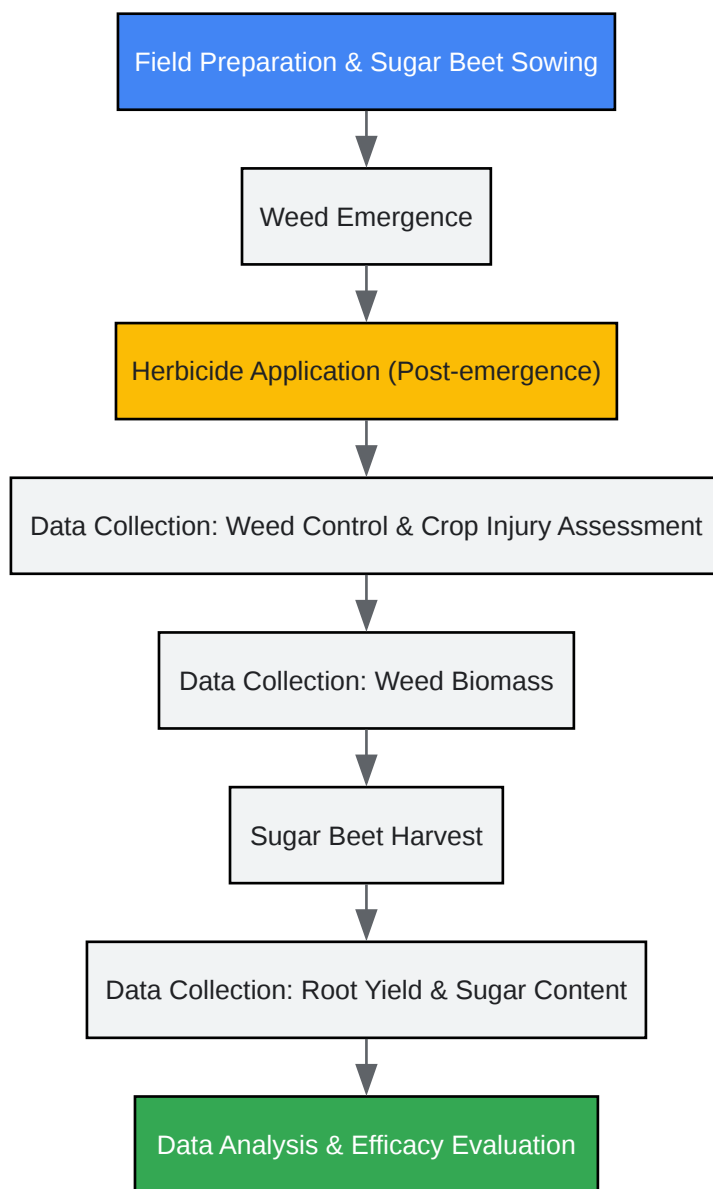 Field Preparation & Sugar Beet Sowing
Weed Emergence
Herbicide Application (Post-emergence)
Data Collection: Weed Control & Crop Injury Assessment
Data Collection: Weed Biomass
Sugar Beet Harvest
Data Collection: Root Yield & Sugar Content
Data Analysis & Efficacy Evaluation